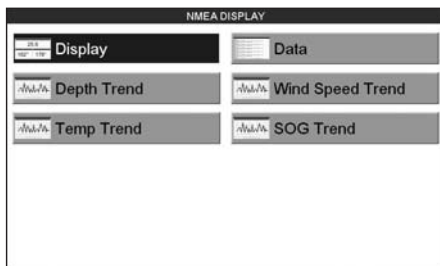 NMEA DISPLAY
Display
Data
Depth Trend
Wind Speed Trend
Temp Trend
SOG Trend